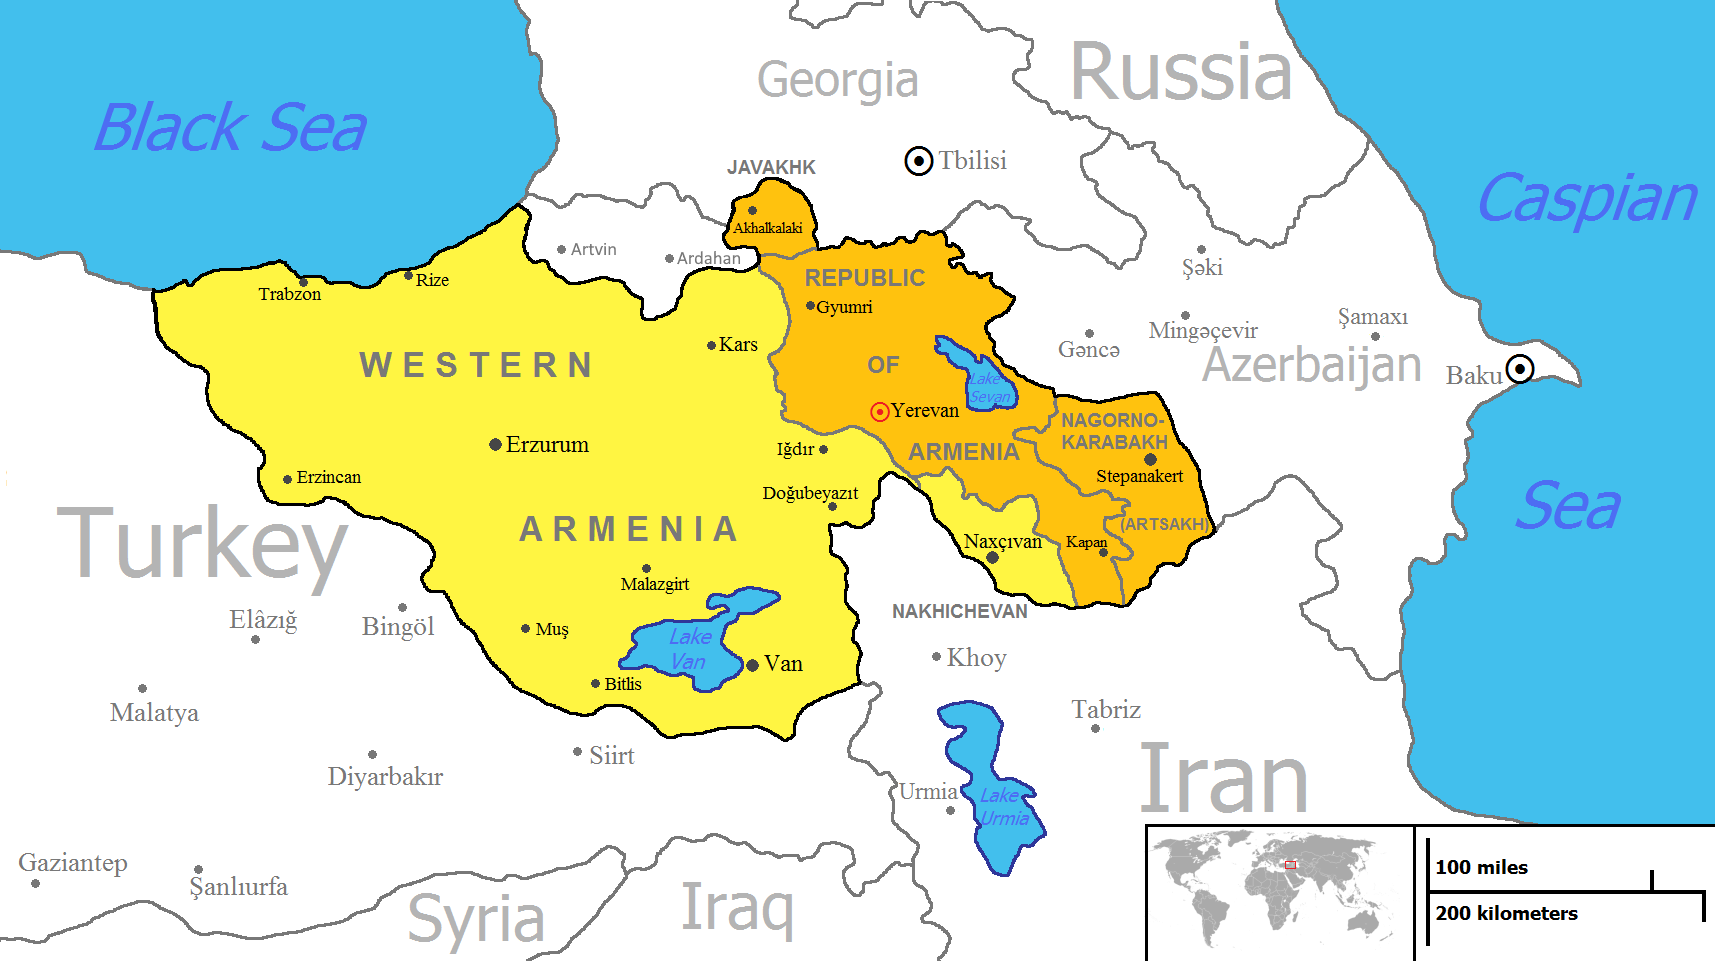 Russia
Georgia
Black Sea
Tbilisi
JAVAKHK
Caspian
Akhalkalaki
Artvin
Ardahan
Şəki
REPUBLIC
Rize
Trabzon
Gyumri
Şamaxı
Mingəçevir
Kars
Gəncə
WESTERN
OF
Azerbaijan
Baku
Lake
Sevan
Yerevan
NAGORNO-
KARABAKH
Erzurum
Iğdır
ARMENIA
Erzincan
Stepanakert
Doğubeyazıt
Sea
(ARTSAKH)
ARMENIA
Turkey
Naxçıvan
Kapan
Malazgirt
NAKHICHEVAN
Elâzığ
Bingöl
Muş
Lake
Van
Van
Khoy
Bitlis
Malatya
Tabriz
Siirt
Diyarbakır
Iran
Urmia
Lake
Urmia
Gaziantep
Şanlıurfa
100 miles
Syria
Iraq
200 kilometers